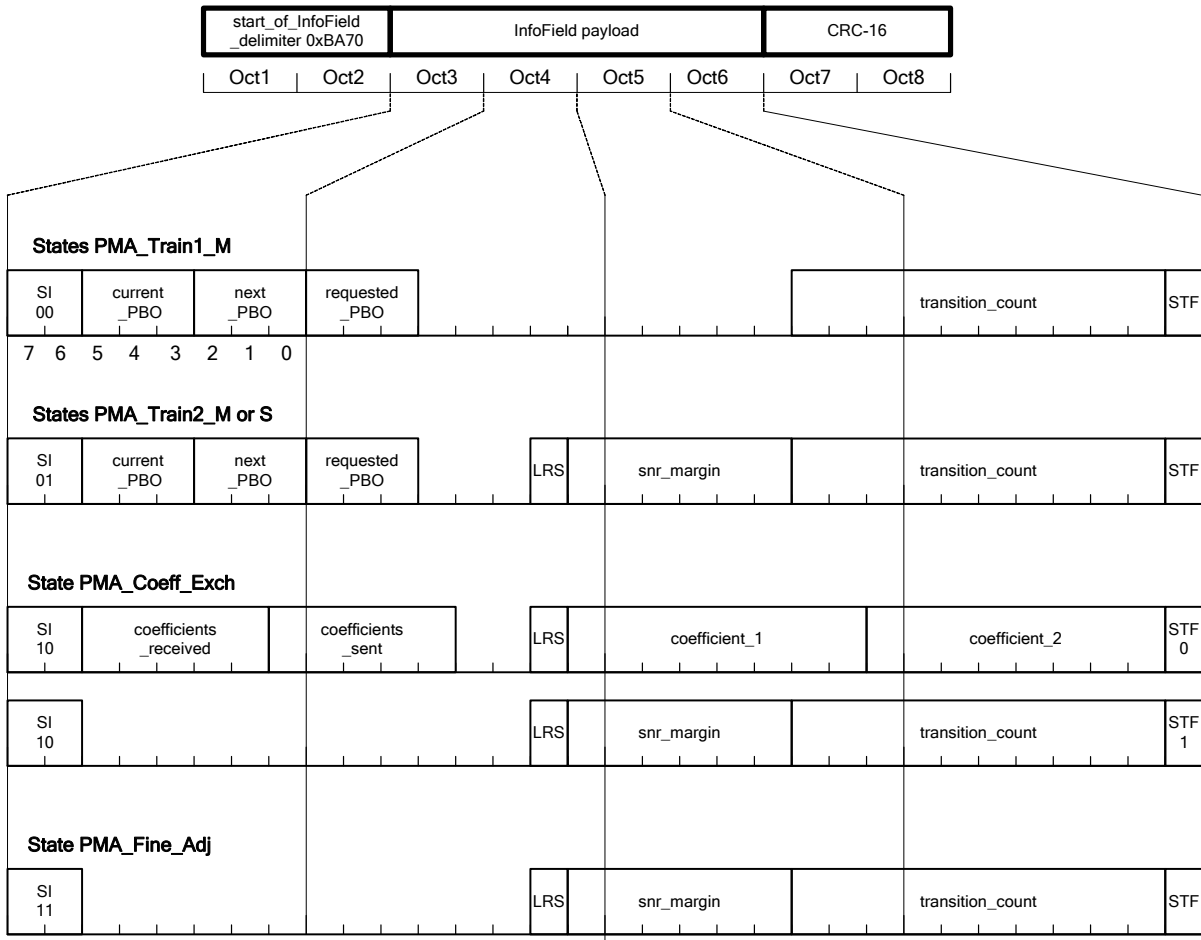 start_of_InfoField
_delimiter 0xBA70
InfoField payload
CRC-16
Oct1 Oct2 Oct3 Oct4 Oct5 Oct6 Oct7 Oct8
States PMA_Train1_M
SI
00
current
_PBO
next
_PBO
requested
_PBO
transition_count
STF
7 6 5 4 3 2 1 0
States PMA_Train2_M or S
SI
01
current
_PBO
next
_PBO
requested
_PBO
LRS
snr_margin
transition_count
STF
State PMA_Coeff_Exch
SI
10
coefficients
_received
coefficients
_sent
LRS
coefficient_1
coefficient_2
STF
0
SI
10
LRS
snr_margin
transition_count
STF
1
State PMA_Fine_Adj
SI
11
LRS
snr_margin
transition_count
STF